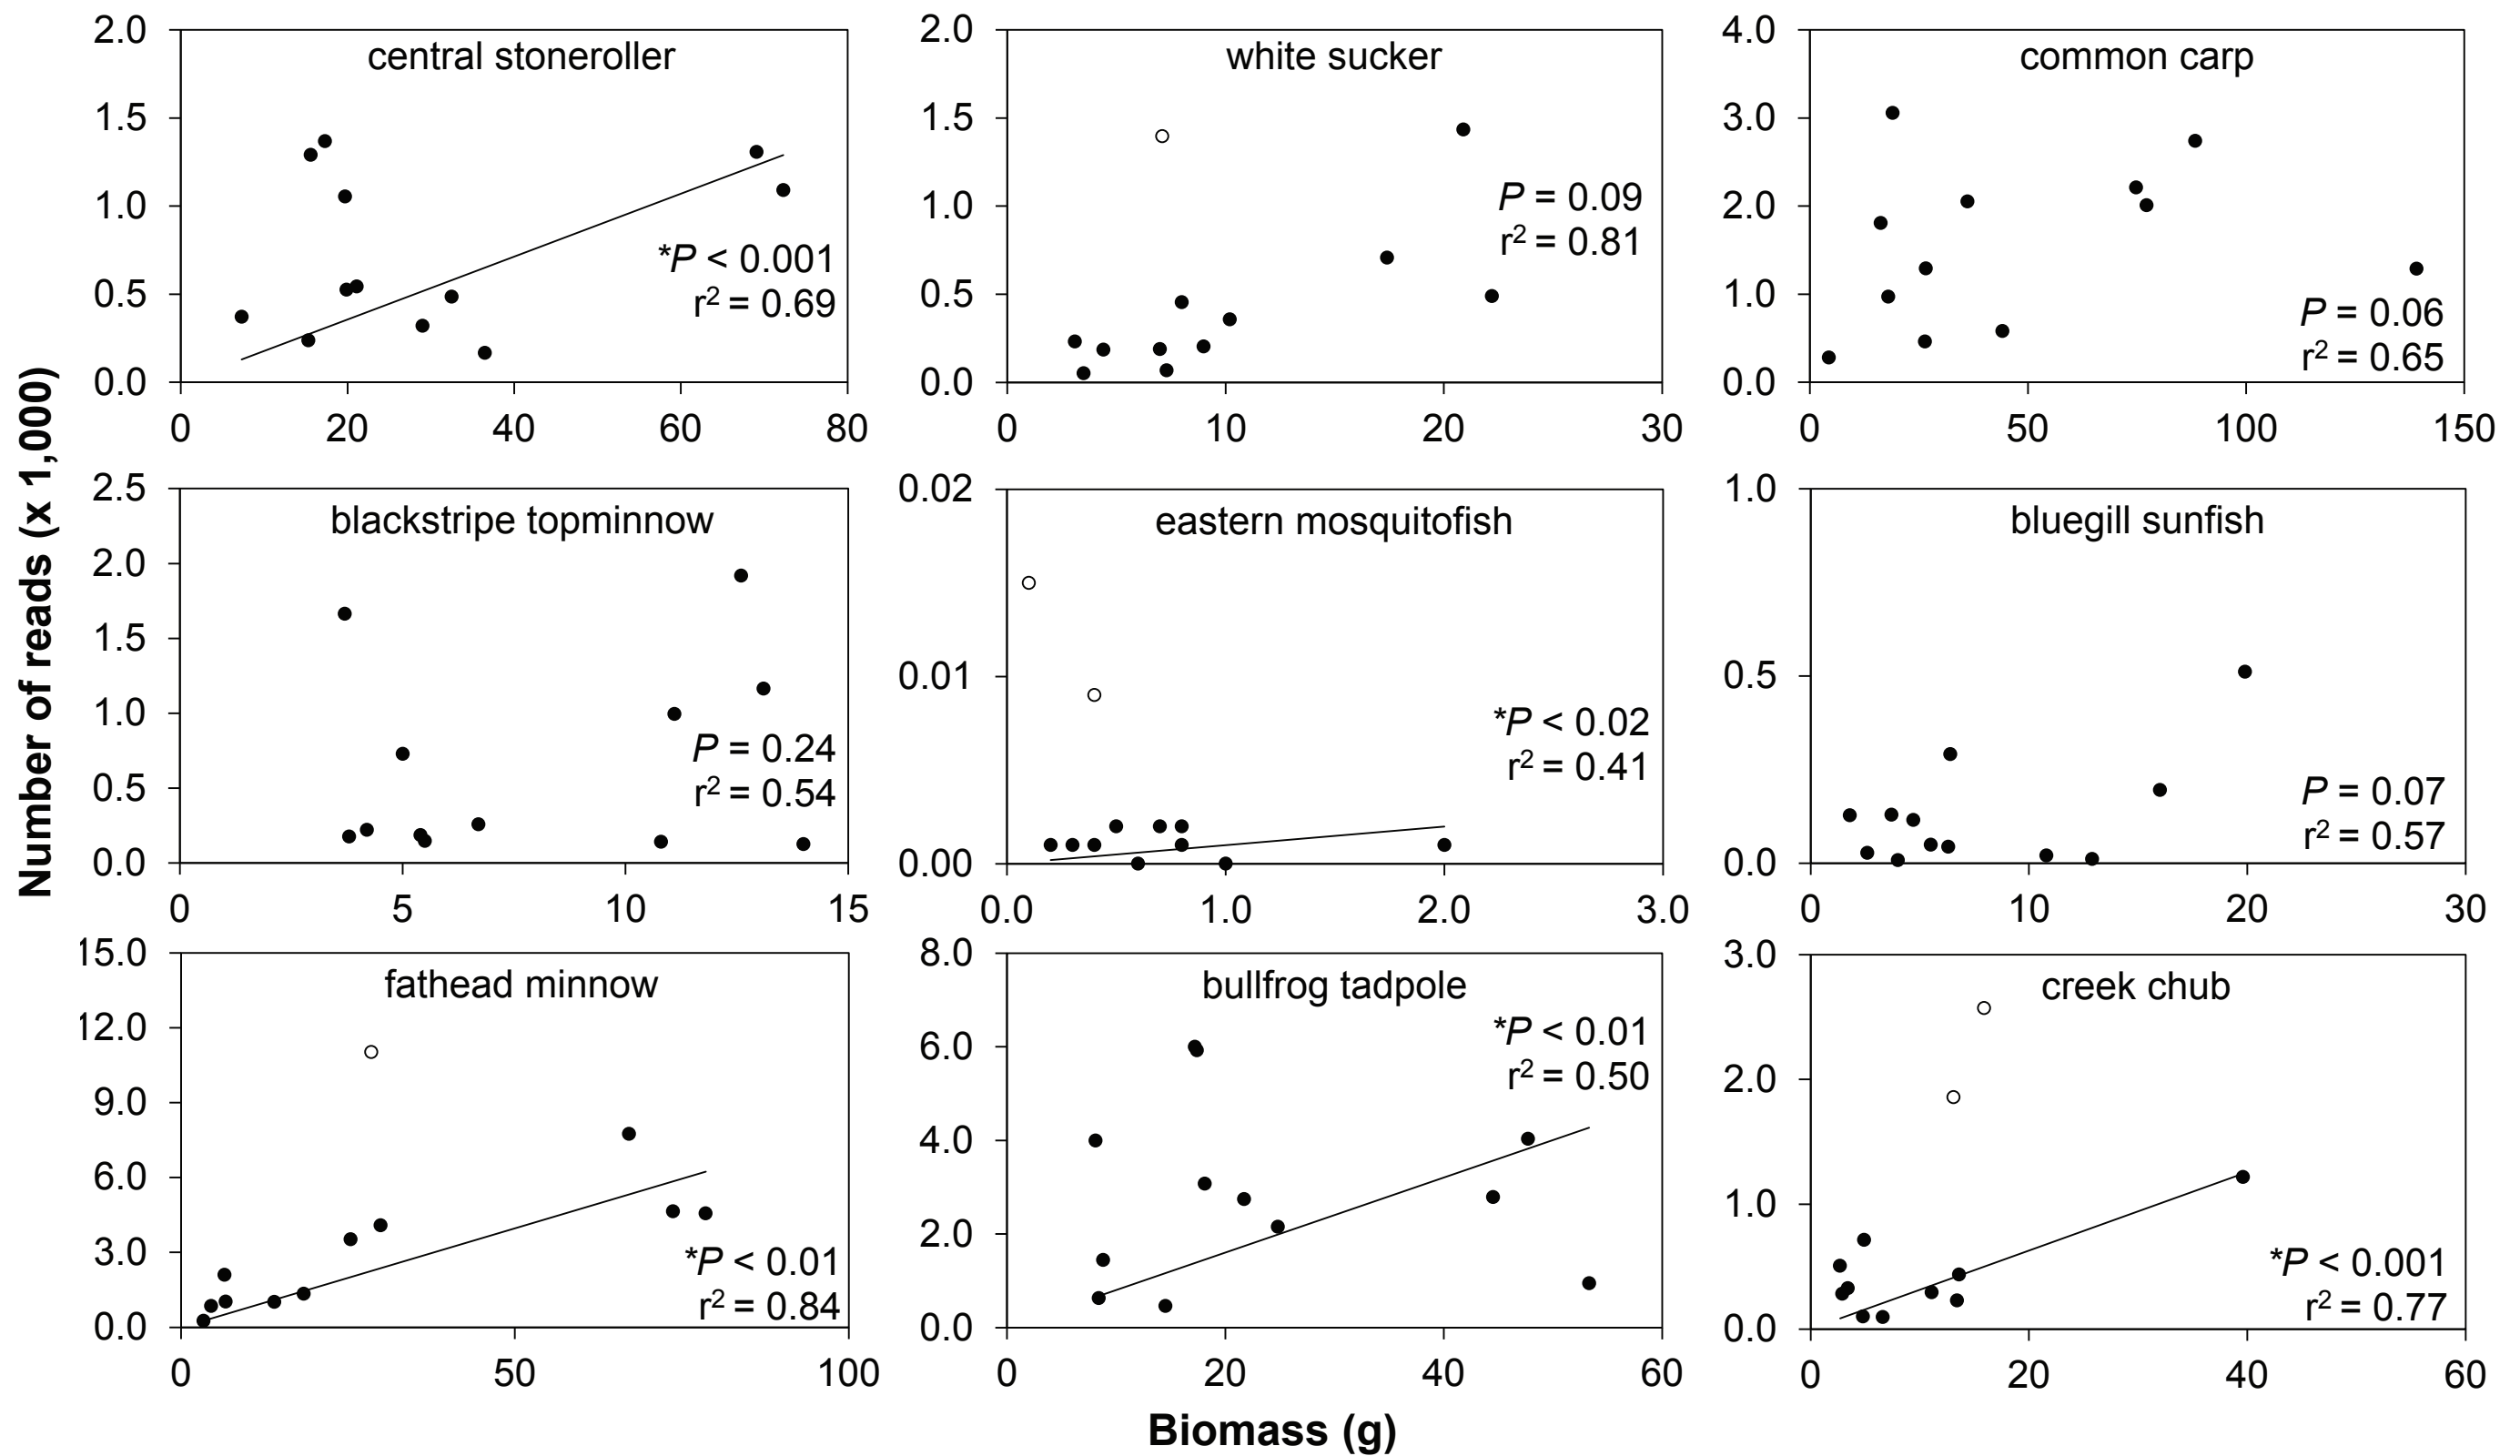 Number of reads (x 1,000)
2.0
1.5
1.0
0.5
0.0
central stoneroller
*P < 0.001
r² = 0.69
0 20 40 60 80
2.0
1.5
1.0
0.5
0.0
white sucker
P = 0.09
r² = 0.81
0 10 20 30
4.0
3.0
2.0
1.0
0.0
common carp
P = 0.06
r² = 0.65
0 50 100 150
2.5
2.0
1.5
1.0
0.5
0.0
blackstripe topminnow
P = 0.24
r² = 0.54
0 5 10 15
0.02
0.01
0.00
eastern mosquitofish
*P < 0.02
r² = 0.41
0.0 1.0 2.0 3.0
1.0
0.5
0.0
bluegill sunfish
P = 0.07
r² = 0.57
0 10 20 30
15.0
12.0
9.0
6.0
3.0
0.0
fathead minnow
*P < 0.01
r² = 0.84
0 50 100
8.0
6.0
4.0
2.0
0.0
bullfrog tadpole
*P < 0.01
r² = 0.50
0 20 40 60
3.0
2.0
1.0
0.0
creek chub
*P < 0.001
r² = 0.77
0 20 40 60
Biomass (g)